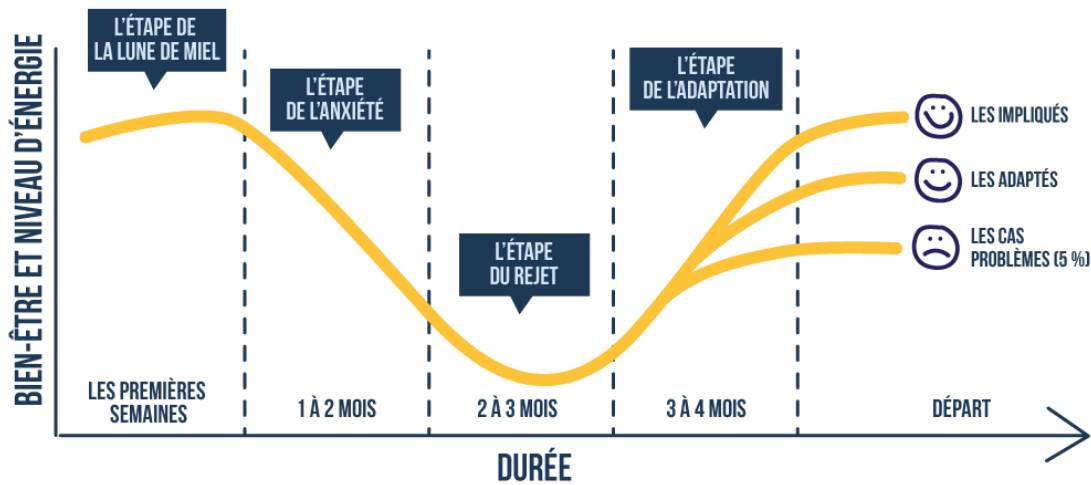 BIEN-ÊTRE ET NIVEAU D'ÉNERGIE
L'ÉTAPE DE
LA LUNE DE MIEL
L'ÉTAPE
DE L'ANXIÉTÉ
L'ÉTAPE
DU REJET
L'ÉTAPE
DE L'ADAPTATION
LES IMPLIQUÉS
LES ADAPTÉS
LES CAS
PROBLÈMES (5 %)
LES PREMIÈRES
SEMAINES
1 À 2 MOIS
2 À 3 MOIS
3 À 4 MOIS
DÉPART
DURÉE